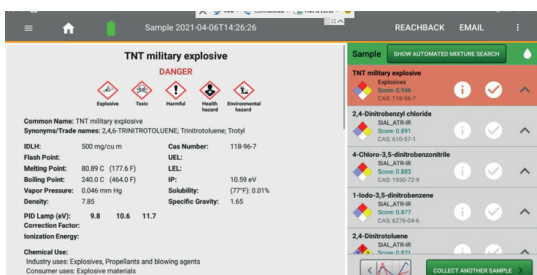 Sample 2021-04-06T14:26:26
REACHBACK
EMAIL
TNT military explosive
DANGER
Explosive
Toxic
Harmful
Health hazard
Environmental hazard
Common Name: TNT military explosive
Synonyms/Trade names: 2,4,6-TRINITROTOLUENE; Trinitrotoluene; Trotyl
IDLH: 500 mg/cu m Cas Number: 118-96-7
Flash Point: UEL:
Melting Point: 80.89 C (177.6 F) LEL:
Boiling Point: 240.0 C (464.0 F) IP: 10.59 eV
Vapor Pressure: 0.046 mm Hg Solubility: (77°F): 0.01%
Density: 7.85 Specific Gravity: 1.65
PID Lamp (eV): 9.8 10.6 11.7
Correction Factor:
Ionization Energy:
Chemical Use:
Industry uses: Explosives, Propellants and blowing agents
Consumer uses: Explosive materials
Sample
SHOW AUTOMATED MIXTURE SEARCH
TNT military explosive
Explosives
Score: 0.946
CAS: 118-96-7
2,4-Dinitrobenzyl chloride
SIAL_ATR-IR
Score: 0.891
CAS: 610-57-1
4-Chloro-3,5-dinitrobenzonitrile
SIAL_ATR-IR
Score: 0.883
CAS: 1930-72-9
1-Iodo-3,5-dinitrobenzene
SIAL_ATR-IR
Score: 0.877
CAS: 6276-04-6
2,4-Dinitrotoluene
SIAL_ATR-IR
Score: 0.871
COLLECT ANOTHER SAMPLE